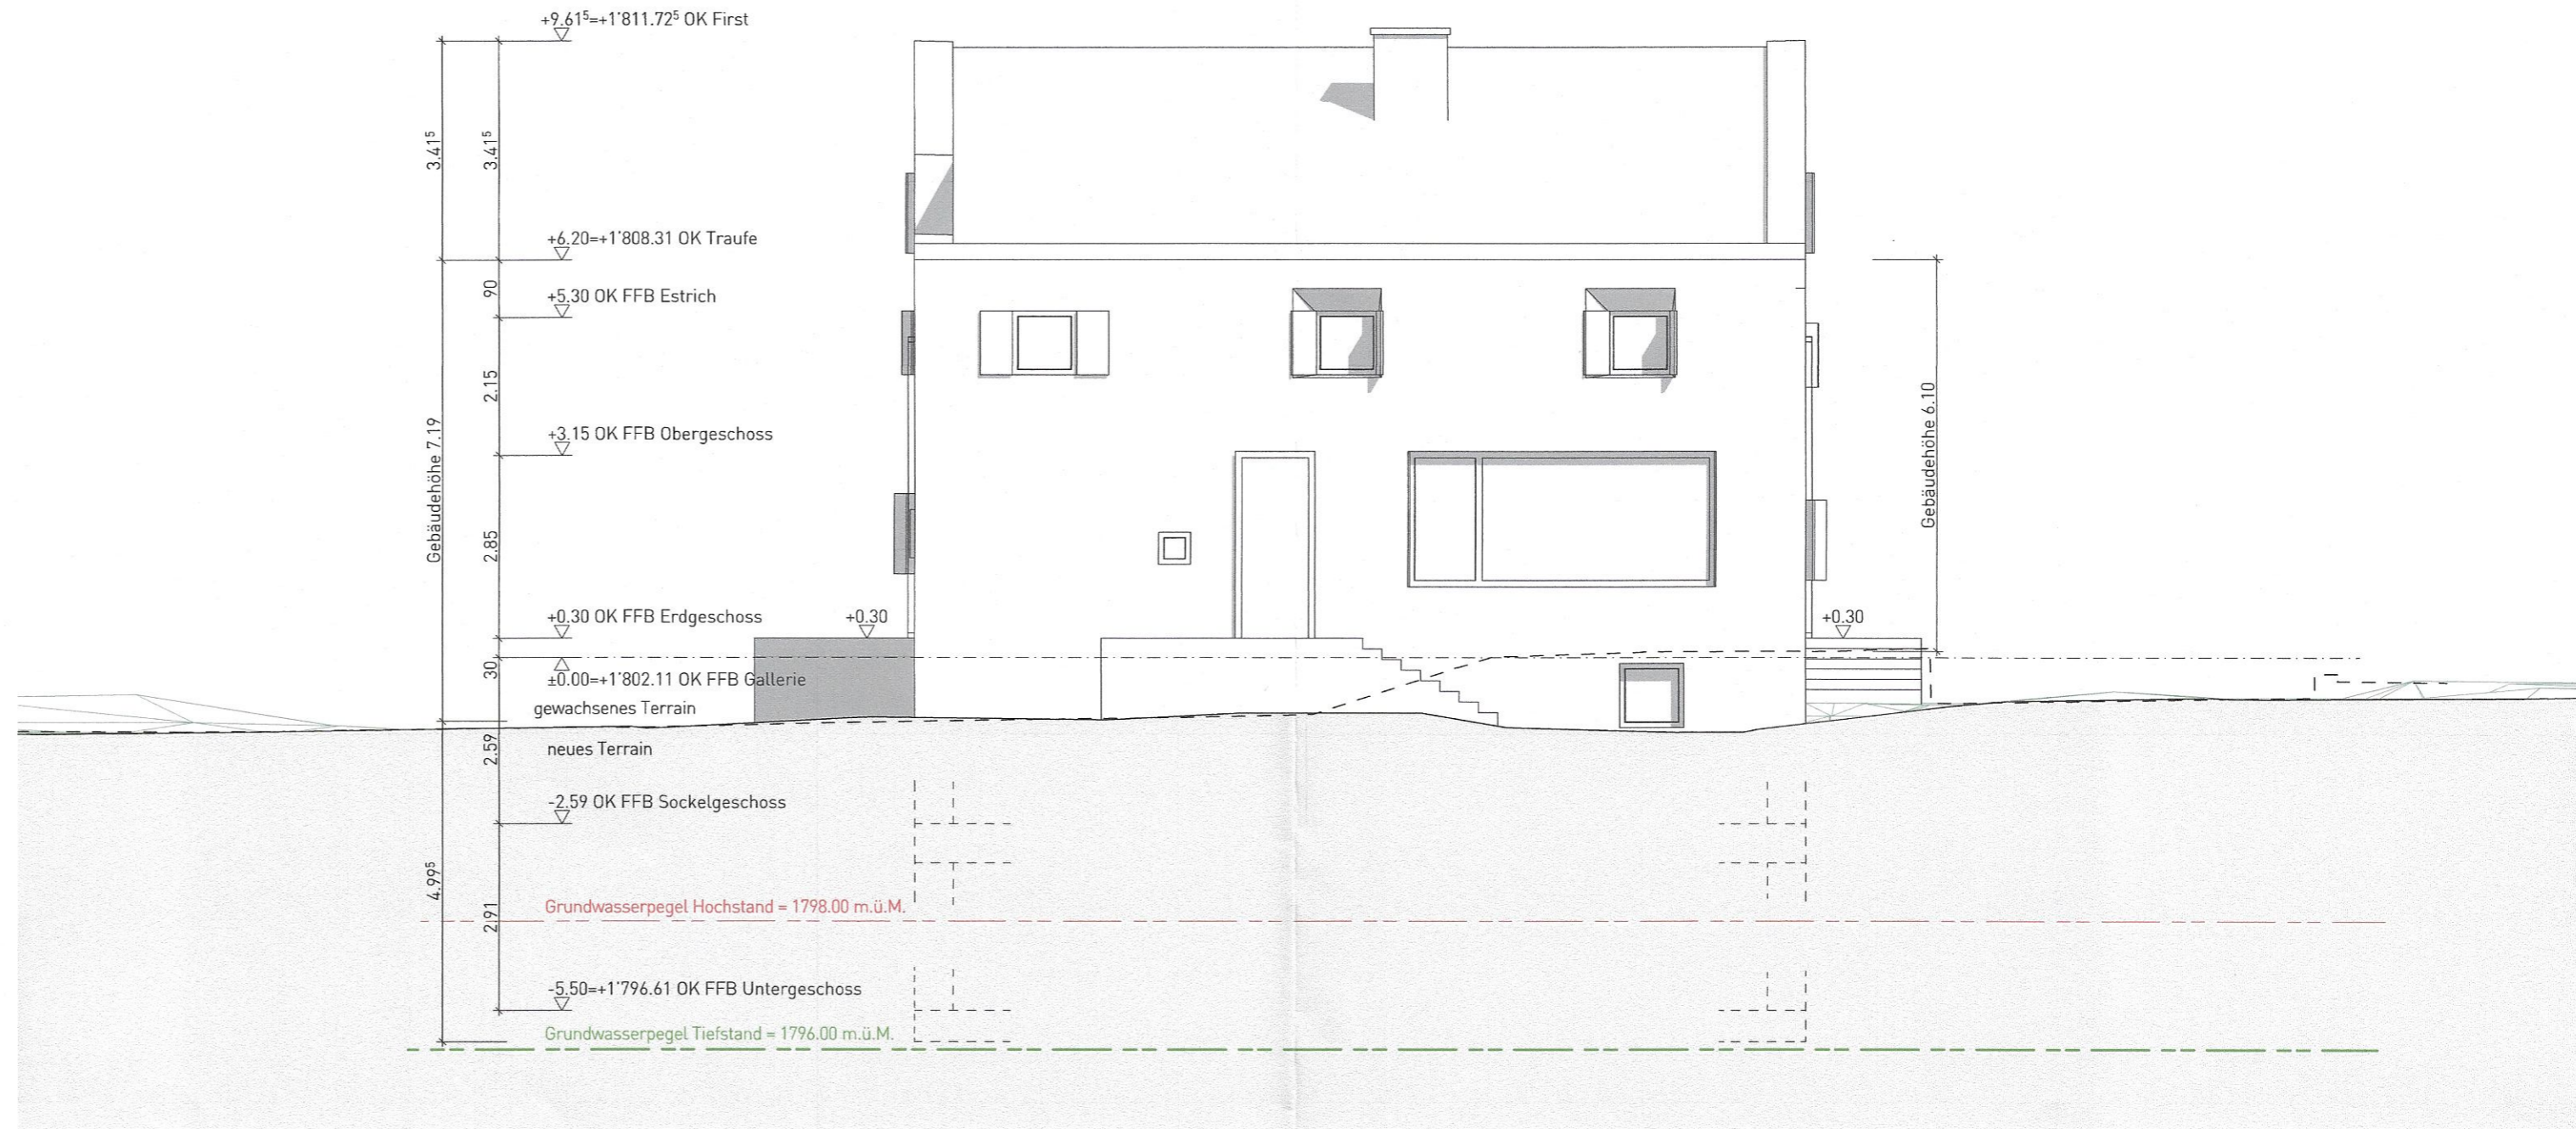 +9.61⁵=+1'811.72⁵ OK First
3.41⁵
3.41⁵
+6.20=+1'808.31 OK Traufe
90
+5.30 OK FFB Estrich
2.15
+3.15 OK FFB Obergeschoss
Gebäudehöhe 7.19
Gebäudehöhe 6.10
2.85
+0.30 OK FFB Erdgeschoss
+0.30
+0.30
30
±0.00=+1'802.11 OK FFB Gallerie
gewachsenes Terrain
2.59
neues Terrain
-2.59 OK FFB Sockelgeschoss
4.99⁵
Grundwasserpegel Hochstand = 1798.00 m.ü.M.
2.91
-5.50=+1'796.61 OK FFB Untergeschoss
Grundwasserpegel Tiefstand = 1796.00 m.ü.M.